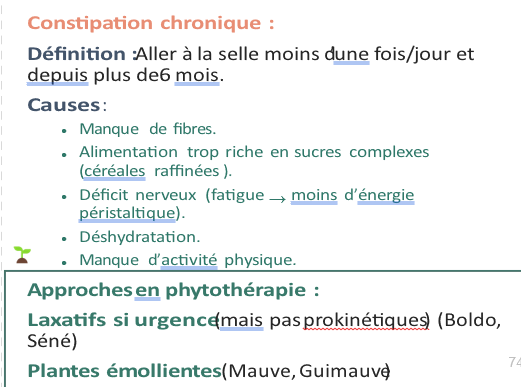 Constipation chronique :
Définition :Aller à la selle moins d'une fois/jour et
depuis plus de6 mois.
Causes:
• Manque de fibres.
• Alimentation trop riche en sucres complexes
(céréales raffinées ).
• Déficit nerveux (fatigue → moins d'énergie
péristaltique).
• Déshydratation.
• Manque d'activité physique.
Approches en phytothérapie :
Laxatifs si urgence(mais pas prokinétiques) (Boldo,
Séné)
74
Plantes émollientes(Mauve, Guimauve)